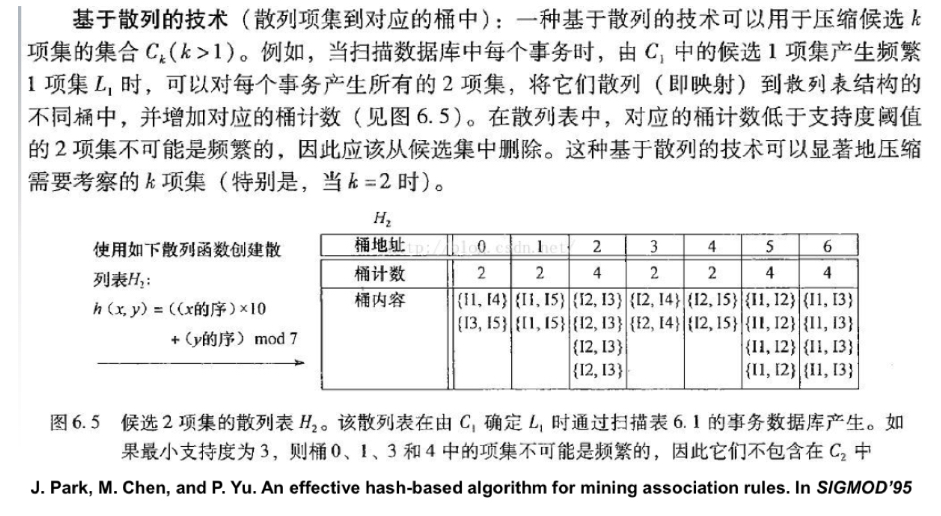 基于散列的技术（散列项集到对应的桶中）：一种基于散列的技术可以用于压缩候选 k
项集的集合 Cₖ(k>1)。例如，当扫描数据库中每个事务时，由 C₁ 中的候选 1 项集产生频繁
1 项集 L₁ 时，可以对每个事务产生所有的 2 项集，将它们散列（即映射）到散列表结构的
不同桶中，并增加对应的桶计数（见图 6.5）。在散列表中，对应的桶计数低于支持度阈值
的 2 项集不可能是频繁的，因此应该从候选集中删除。这种基于散列的技术可以显著地压缩
需要考察的 k 项集（特别是，当 k=2 时）。
使用如下散列函数创建散
列表H₂:
h(x, y) = ((x的序)×10
+(y的序) mod 7
H₂
桶地址 0 1 2 3 4 5 6
桶计数 2 2 4 2 2 4 4
桶内容 {I1, I4} {I1, I5} {I2, I3} {I2, I4} {I2, I5} {I1, I2} {I1, I3}
{I3, I5} {I1, I5} {I2, I3} {I2, I4} {I2, I5} {I1, I2} {I1, I3}
{I2, I3} {I1, I2} {I1, I3}
{I2, I3} {I1, I2} {I1, I3}
图 6.5 候选 2 项集的散列表 H₂。该散列表在由 C₁ 确定 L₁ 时通过扫描表 6.1 的事务数据库产生。如
果最小支持度为 3，则桶 0、1、3 和 4 中的项集不可能是频繁的，因此它们不包含在 C₂ 中
J. Park, M. Chen, and P. Yu. An effective hash-based algorithm for mining association rules. In SIGMOD'95